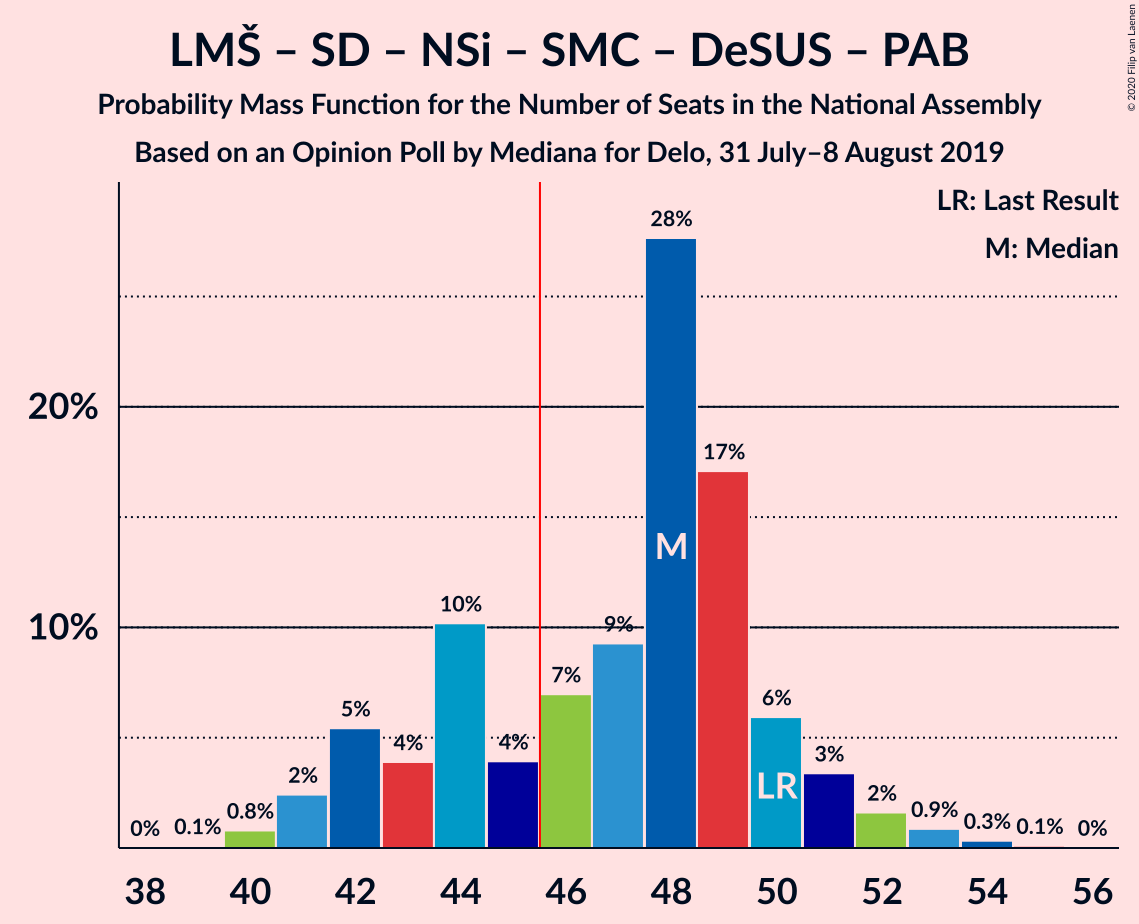 LMŠ – SD – NSi – SMC – DeSUS – PAB
Probability Mass Function for the Number of Seats in the National Assembly
Based on an Opinion Poll by Mediana for Delo, 31 July–8 August 2019
© 2020 Filip van Laenen
LR: Last Result
M: Median
20%
10%
0%
0.1%
0.8%
2%
5%
4%
10%
4%
7%
9%
28%
17%
6%
3%
2%
0.9%
0.3%
0.1%
0%
M
LR
38 40 42 44 46 48 50 52 54 56